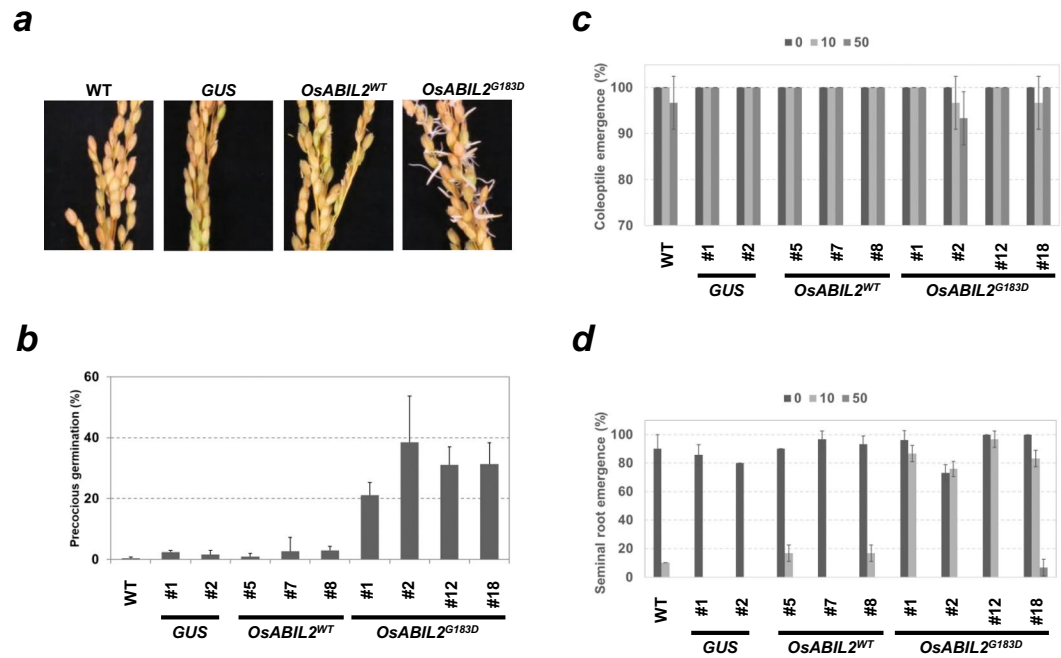 a
WT GUS OsABIL2WT OsABIL2G183D
b
Precocious germination (%)
60
40
20
0
WT #1 #2 #5 #7 #8 #1 #2 #12 #18
GUS OsABIL2WT OsABIL2G183D
c
0 10 50
Coleoptile emergence (%)
100
90
80
70
WT #1 #2 #5 #7 #8 #1 #2 #12 #18
GUS OsABIL2WT OsABIL2G183D
d
0 10 50
Seminal root emergence (%)
100
80
60
40
20
0
WT #1 #2 #5 #7 #8 #1 #2 #12 #18
GUS OsABIL2WT OsABIL2G183D